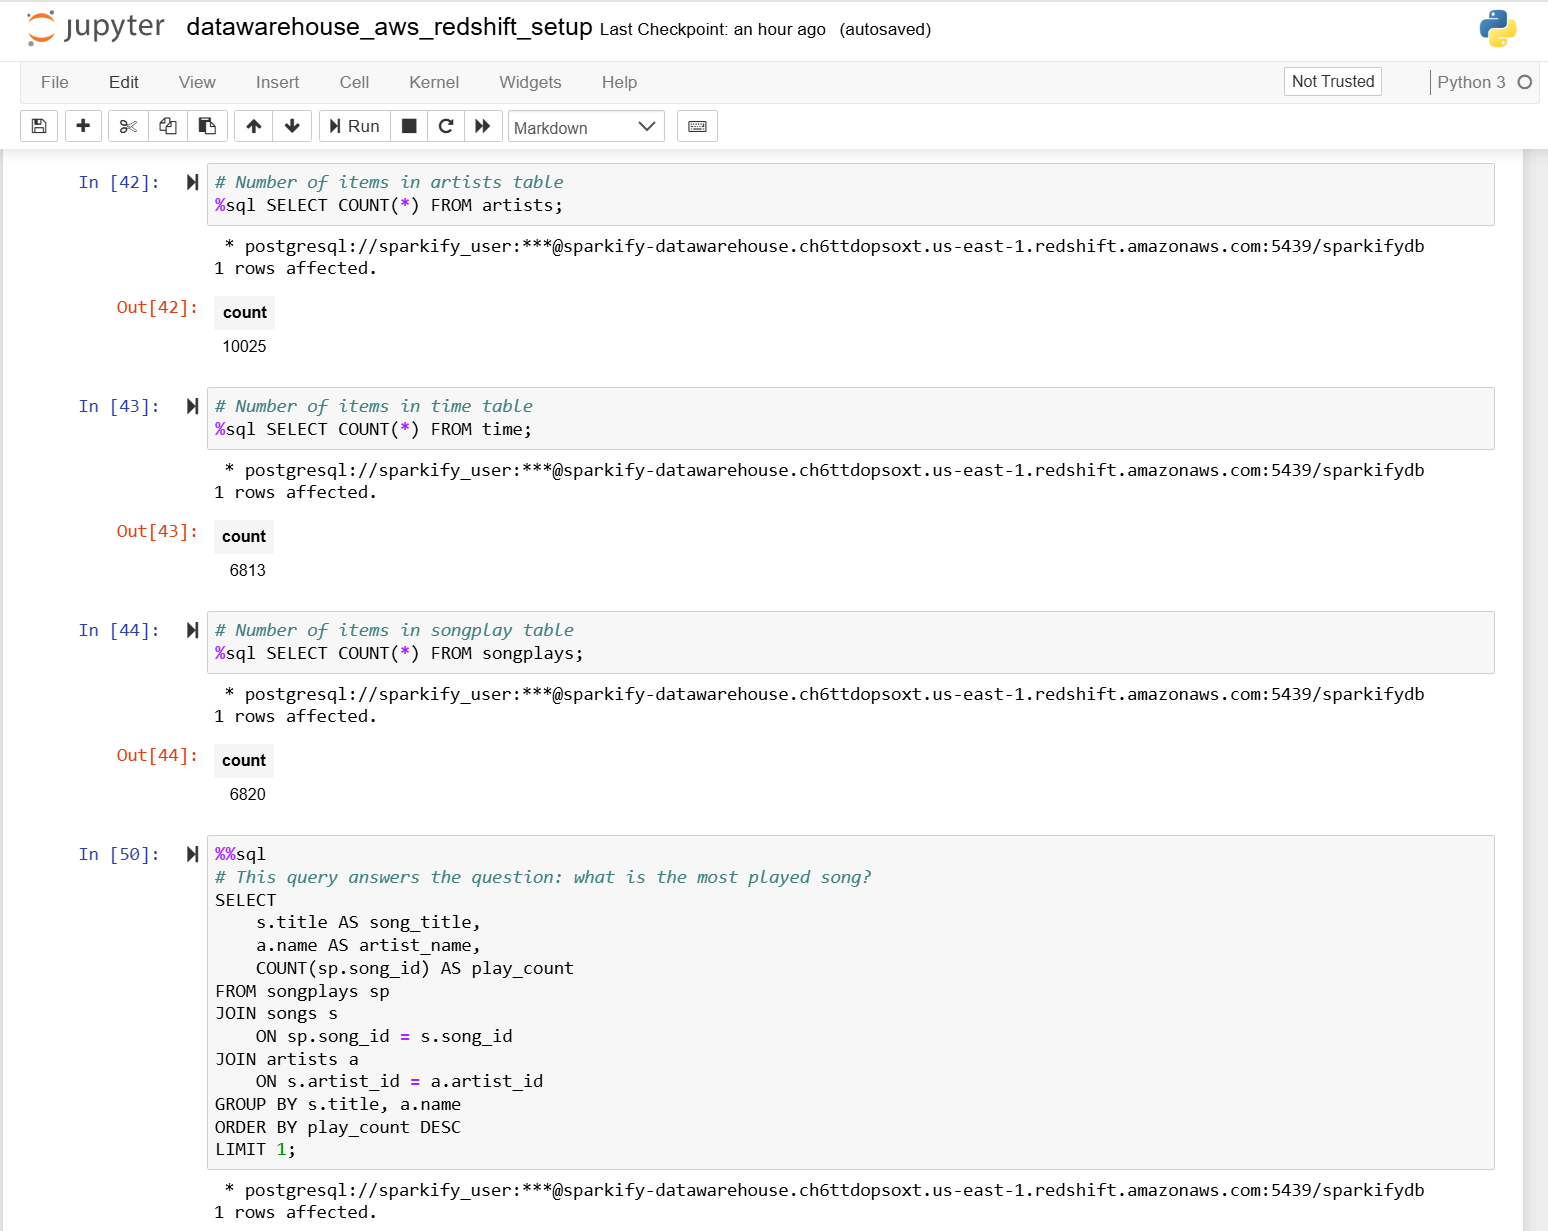 jupyter datawarehouse_aws_redshift_setup Last Checkpoint: an hour ago (autosaved)
File Edit View Insert Cell Kernel Widgets Help Not Trusted Python 3
Run Markdown
In [42]: # Number of items in artists table
%sql SELECT COUNT(*) FROM artists;
* postgresql://sparkify_user:***@sparkify-datawarehouse.ch6ttdopsoxt.us-east-1.redshift.amazonaws.com:5439/sparkifydb
1 rows affected.
Out[42]: count
10025
In [43]: # Number of items in time table
%sql SELECT COUNT(*) FROM time;
* postgresql://sparkify_user:***@sparkify-datawarehouse.ch6ttdopsoxt.us-east-1.redshift.amazonaws.com:5439/sparkifydb
1 rows affected.
Out[43]: count
6813
In [44]: # Number of items in songplay table
%sql SELECT COUNT(*) FROM songplays;
* postgresql://sparkify_user:***@sparkify-datawarehouse.ch6ttdopsoxt.us-east-1.redshift.amazonaws.com:5439/sparkifydb
1 rows affected.
Out[44]: count
6820
In [50]: %%sql
# This query answers the question: what is the most played song?
SELECT
s.title AS song_title,
a.name AS artist_name,
COUNT(sp.song_id) AS play_count
FROM songplays sp
JOIN songs s
ON sp.song_id = s.song_id
JOIN artists a
ON s.artist_id = a.artist_id
GROUP BY s.title, a.name
ORDER BY play_count DESC
LIMIT 1;
* postgresql://sparkify_user:***@sparkify-datawarehouse.ch6ttdopsoxt.us-east-1.redshift.amazonaws.com:5439/sparkifydb
1 rows affected.